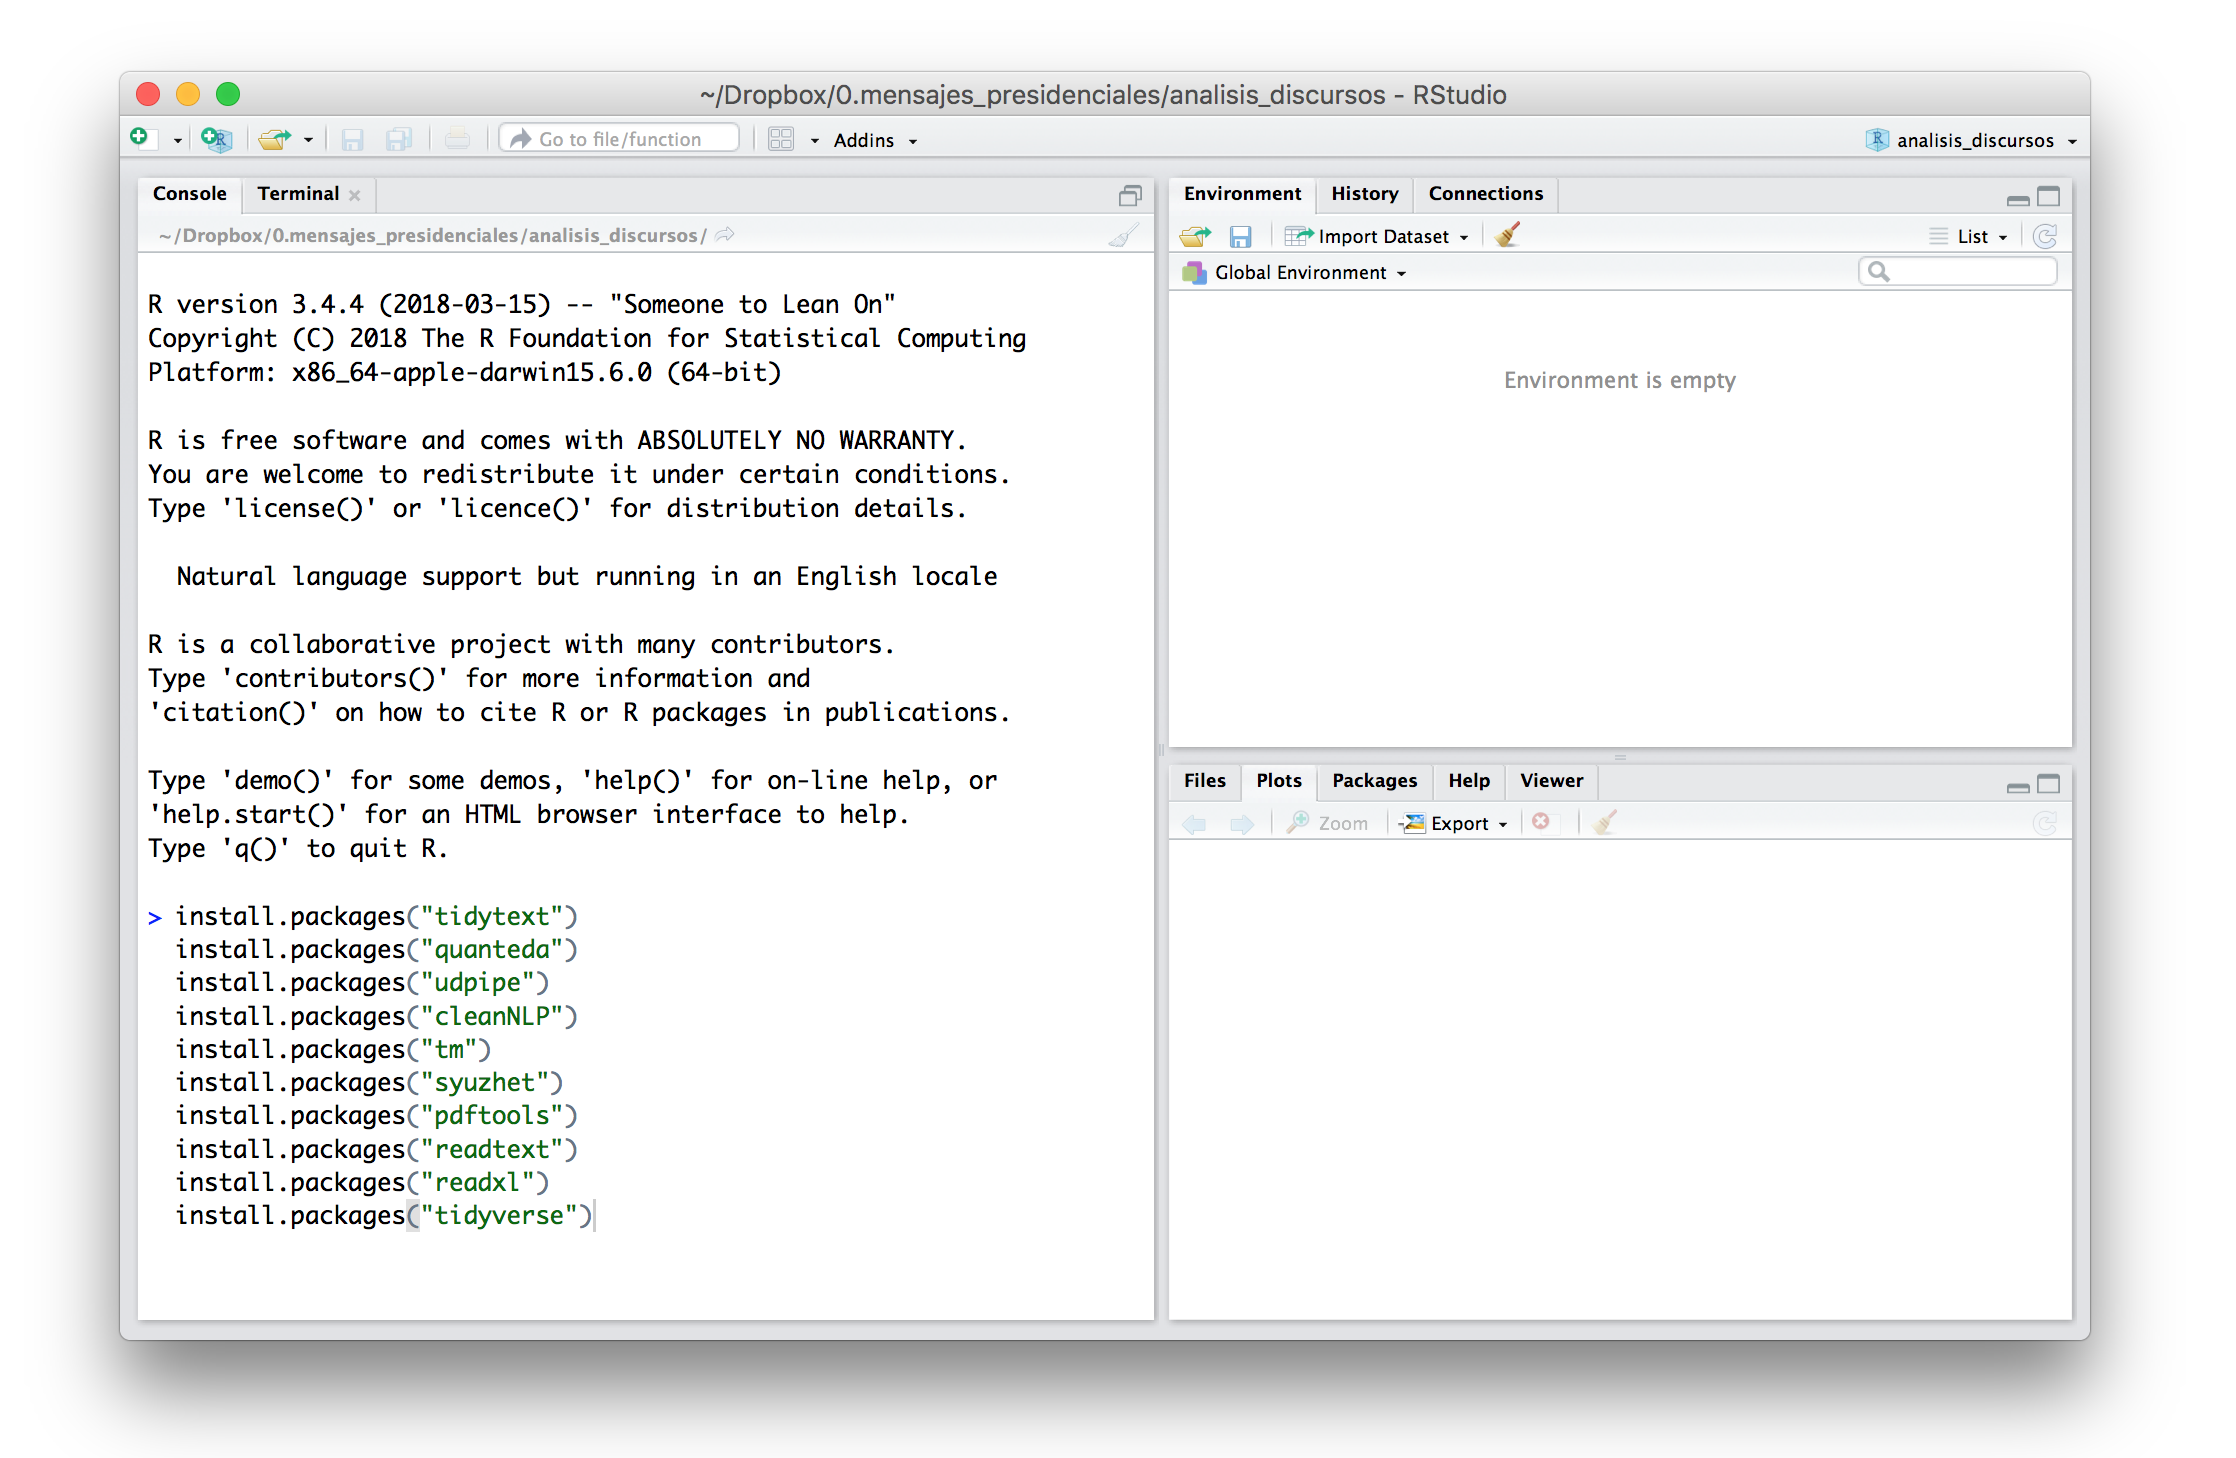 ~/Dropbox/0.mensajes_presidenciales/analisis_discursos - RStudio
Go to file/function
Addins
analisis_discursos
Console Terminal
~/Dropbox/0.mensajes_presidenciales/analisis_discursos/
R version 3.4.4 (2018-03-15) -- "Someone to Lean On"
Copyright (C) 2018 The R Foundation for Statistical Computing
Platform: x86_64-apple-darwin15.6.0 (64-bit)
R is free software and comes with ABSOLUTELY NO WARRANTY.
You are welcome to redistribute it under certain conditions.
Type 'license()' or 'licence()' for distribution details.
Natural language support but running in an English locale
R is a collaborative project with many contributors.
Type 'contributors()' for more information and
'citation()' on how to cite R or R packages in publications.
Type 'demo()' for some demos, 'help()' for on-line help, or
'help.start()' for an HTML browser interface to help.
Type 'q()' to quit R.
> install.packages("tidytext")
install.packages("quanteda")
install.packages("udpipe")
install.packages("cleanNLP")
install.packages("tm")
install.packages("syuzhet")
install.packages("pdftools")
install.packages("readtext")
install.packages("readxl")
install.packages("tidyverse")
Environment History Connections
Import Dataset
List
Global Environment
Environment is empty
Files Plots Packages Help Viewer
Zoom Export